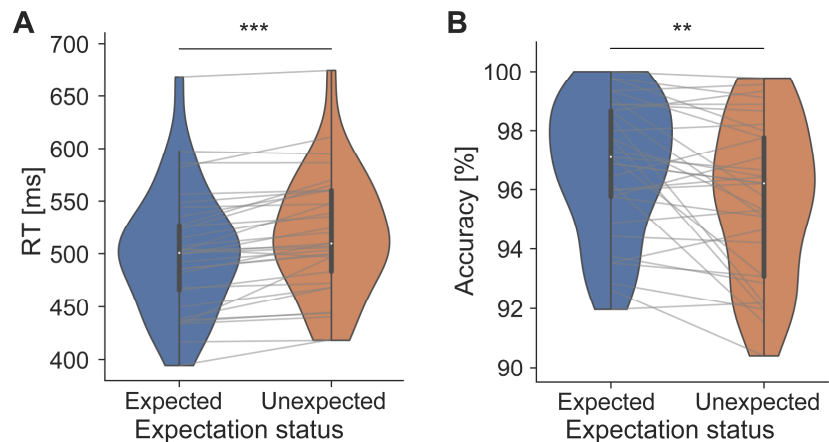 A
***
700
650
600
550
500
450
400
RT [ms]
Expected Unexpected
Expectation status
B
**
100
98
96
94
92
90
Accuracy [%]
Expected Unexpected
Expectation status